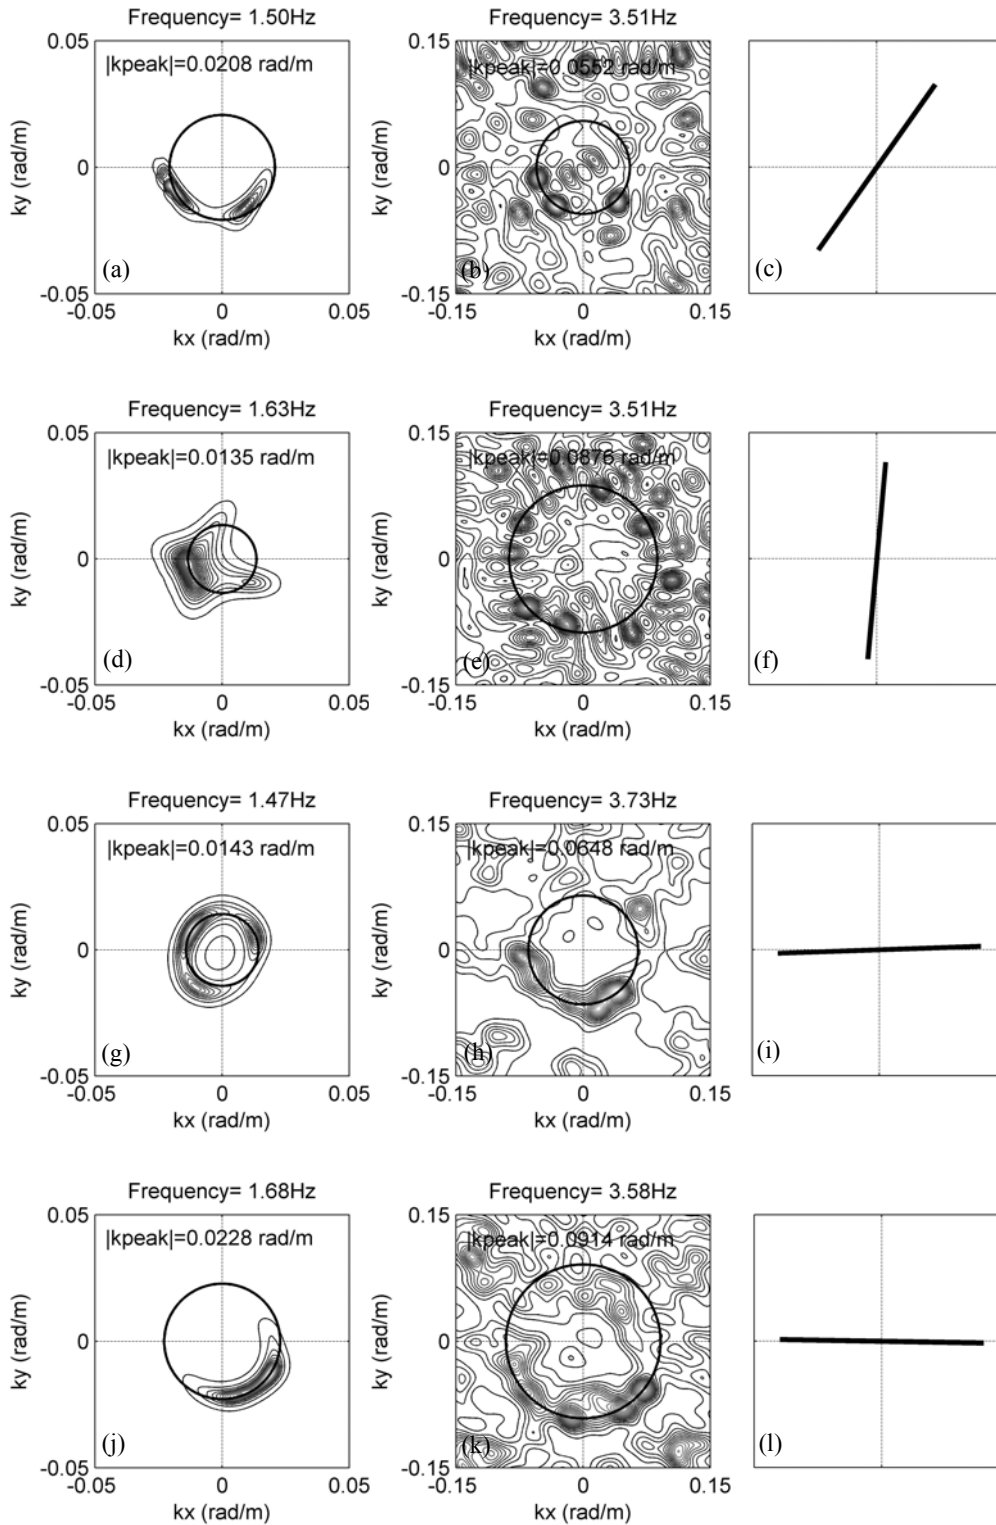 Frequency= 1.50Hz
Frequency= 3.51Hz
0.05
|kpeak|=0.0208 rad/m
ky (rad/m)
0
(a)
-0.05
-0.05 0 0.05
kx (rad/m)
0.15
|kpeak|=0.0552 rad/m
ky (rad/m)
0
(b)
-0.15
-0.15 0 0.15
kx (rad/m)
(c)
Frequency= 1.63Hz
Frequency= 3.51Hz
0.05
|kpeak|=0.0135 rad/m
ky (rad/m)
0
(d)
-0.05
-0.05 0 0.05
kx (rad/m)
0.15
|kpeak|=0.0876 rad/m
ky (rad/m)
0
(e)
-0.15
-0.15 0 0.15
kx (rad/m)
(f)
Frequency= 1.47Hz
Frequency= 3.73Hz
0.05
|kpeak|=0.0143 rad/m
ky (rad/m)
0
(g)
-0.05
-0.05 0 0.05
kx (rad/m)
0.15
|kpeak|=0.0648 rad/m
ky (rad/m)
0
(h)
-0.15
-0.15 0 0.15
kx (rad/m)
(i)
Frequency= 1.68Hz
Frequency= 3.58Hz
0.05
|kpeak|=0.0228 rad/m
ky (rad/m)
0
(j)
-0.05
-0.05 0 0.05
kx (rad/m)
0.15
|kpeak|=0.0914 rad/m
ky (rad/m)
0
(k)
-0.15
-0.15 0 0.15
kx (rad/m)
(l)